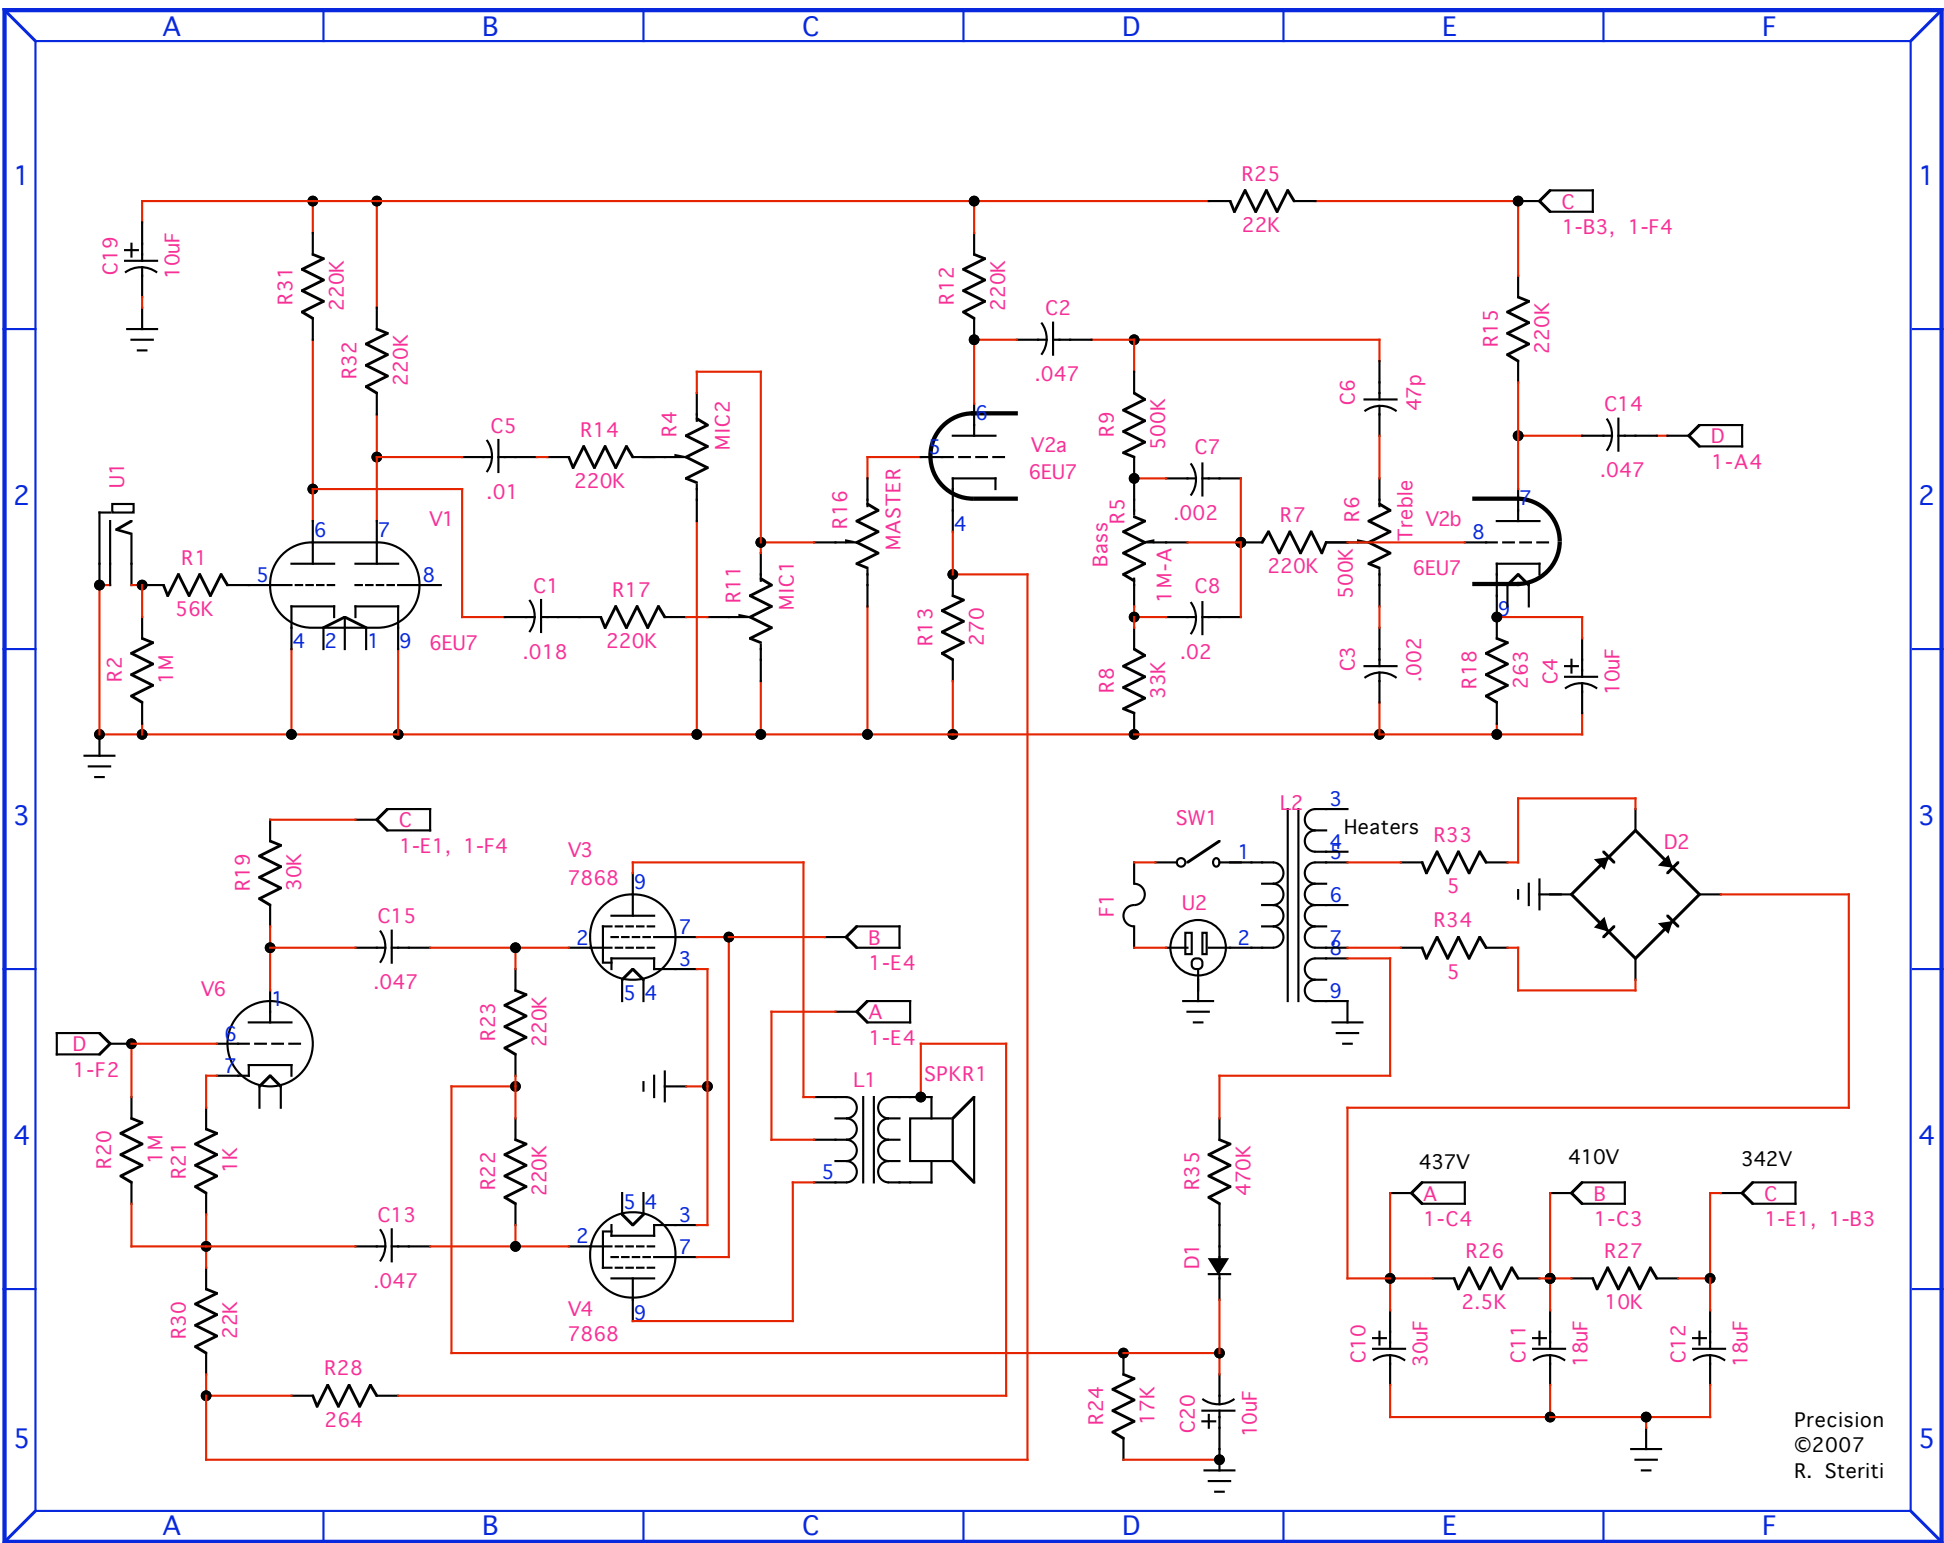 A B C D E F
1 1
R25
22K
C
1-B3, 1-F4
C19
10uF
R31
220K
R12
220K
R15
220K
C2
.047
R32
220K
R4
MIC2
R9
500K
C6
47p
C14
.047
D
1-A4
C5
.01
R14
220K
6
5
V2a
6EU7
4
C7
.002
2 2
U1
V1
6 7
R16
MASTER
R5
Bass
1M-A
R7
220K
R6
500K
Treble
7
V2b
8
6EU7
9
R1
56K
5
8
4 2 1 9
6EU7
C1
.018
R17
220K
R11
MIC1
R13
270
C8
.02
R2
1M
R8
33K
C3
.002
R18
263
C4
10uF
3 3
C
1-E1, 1-F4
R19
30K
V3
7868
9
7
2
3
5 4
B
1-E4
C15
.047
SW1
F1
U2
1
2
L2
3
Heaters
4
5
6
7
8
9
R33
5
R34
5
D2
V6
1
6
7
D
1-F2
R23
220K
A
1-E4
L1
SPKR1
5
4 4
R20
1M
R21
1K
R22
220K
R35
470K
437V
A
1-C4
410V
B
1-C3
342V
C
1-E1, 1-B3
C13
.047
5 4
3
2
7
9
V4
7868
D1
R26
2.5K
R27
10K
R30
22K
C10
30uF
C11
18uF
C12
18uF
R28
264
R24
17K
C20
10uF
5 5
Precision
©2007
R. Steriti
A B C D E F